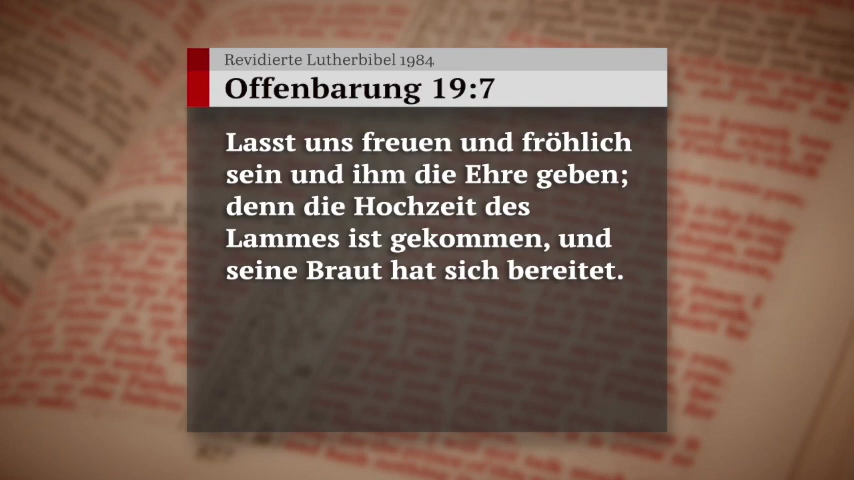 Revidierte Lutherbibel 1984
Offenbarung 19:7
Lasst uns freuen und fröhlich
sein und ihm die Ehre geben;
denn die Hochzeit des
Lammes ist gekommen, und
seine Braut hat sich bereitet.